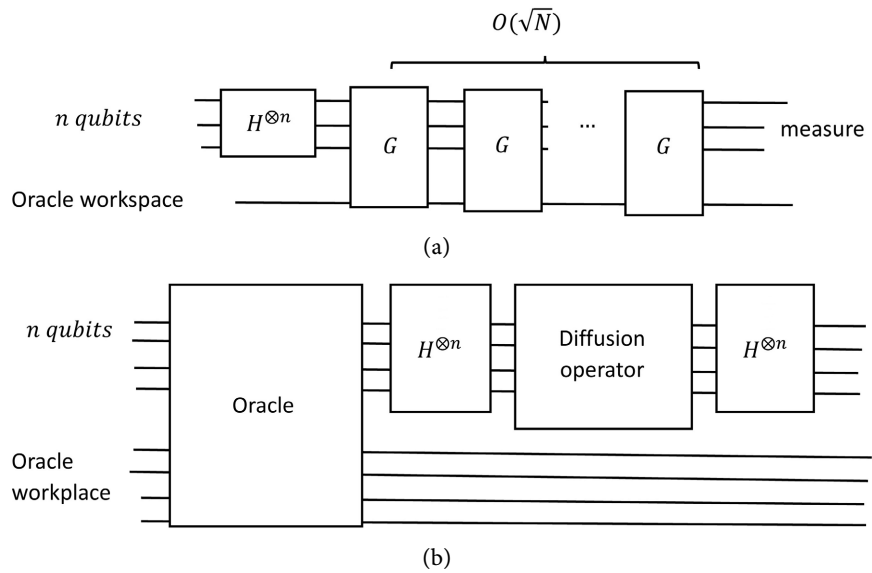 O(√N)
n qubits
H⊗n
G
G
...
G
measure
Oracle workspace
(a)
n qubits
Oracle
H⊗n
Diffusion
operator
H⊗n
Oracle
workplace
(b)